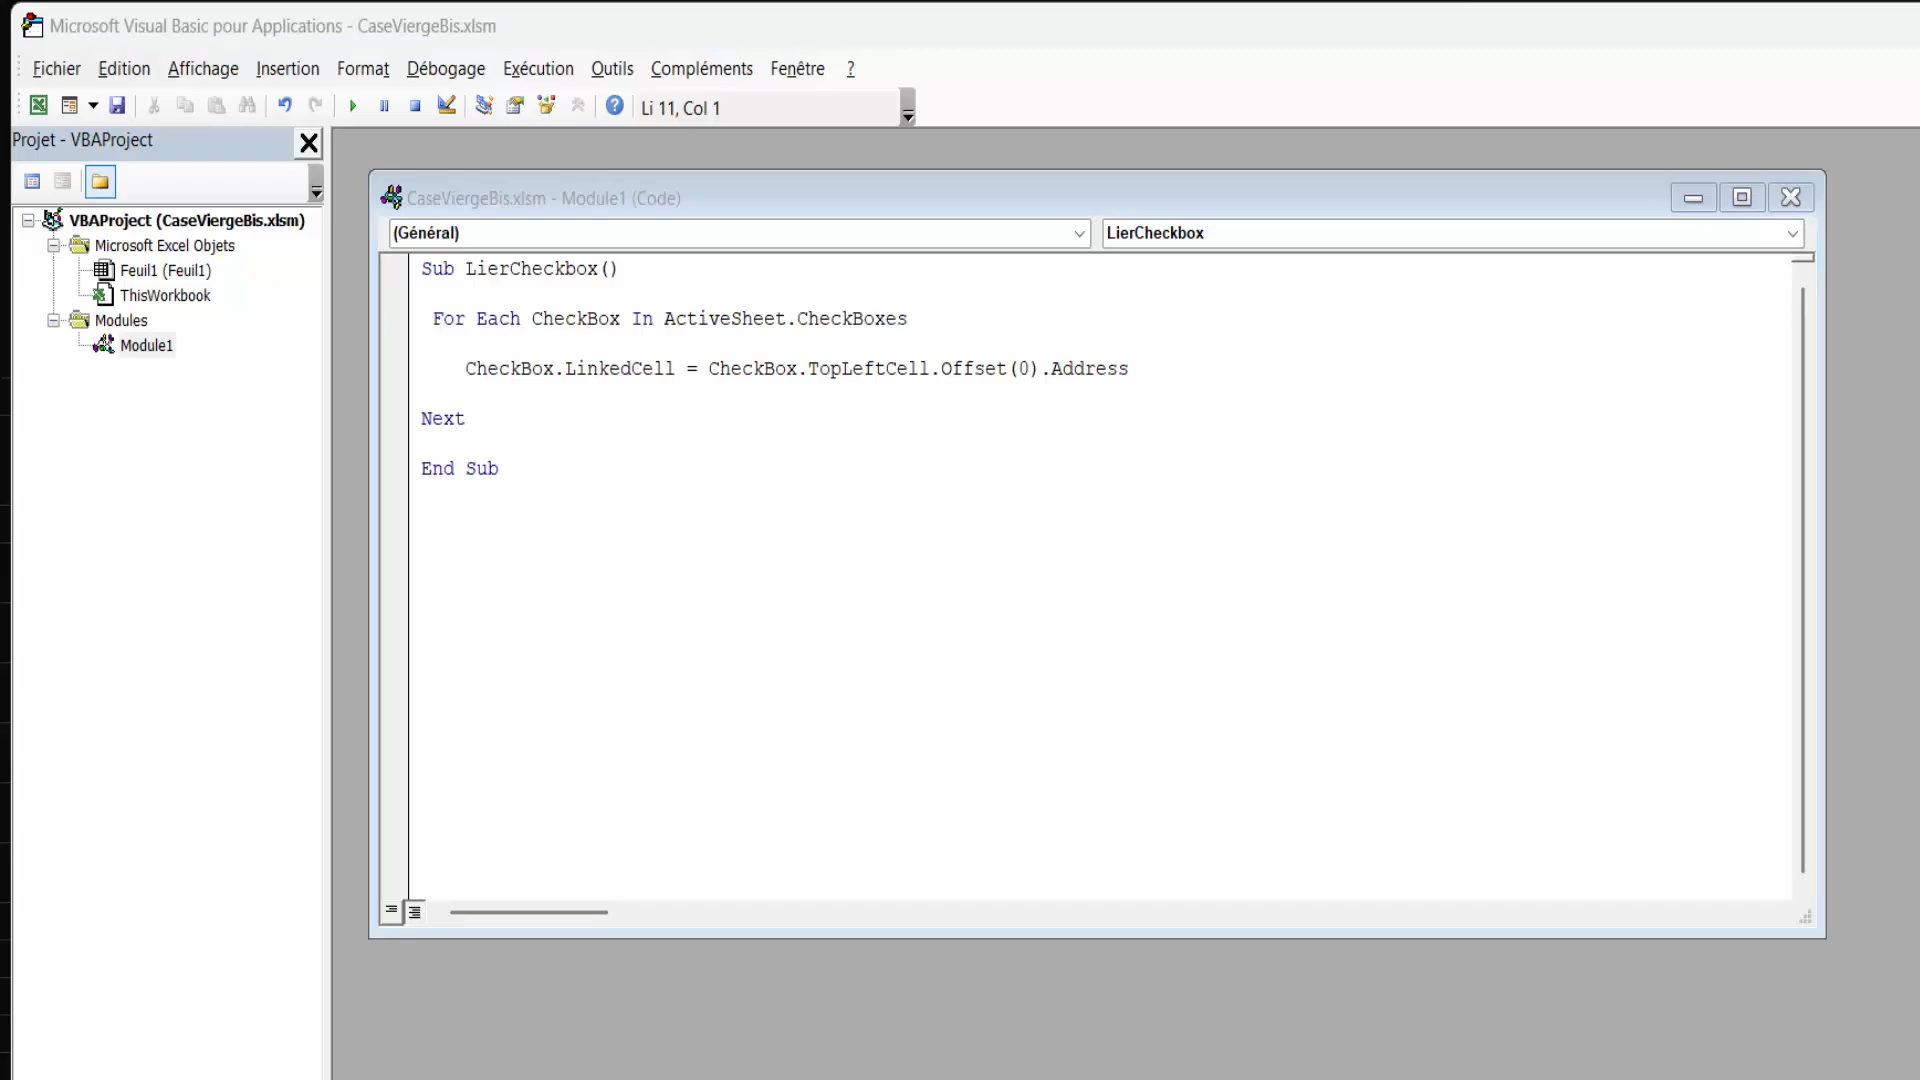 Microsoft Visual Basic pour Applications - CaseViergeBis.xlsm
Fichier Edition Affichage Insertion Format Débogage Exécution Outils Compléments Fenêtre ?
Li 11, Col 1
Projet - VBAProject
VBAProject (CaseViergeBis.xlsm)
Microsoft Excel Objets
Feuil1 (Feuil1)
ThisWorkbook
Modules
Module1
CaseViergeBis.xlsm - Module1 (Code)
(Général) LierCheckbox
Sub LierCheckbox()
For Each CheckBox In ActiveSheet.CheckBoxes
CheckBox.LinkedCell = CheckBox.TopLeftCell.Offset(0).Address
Next
End Sub